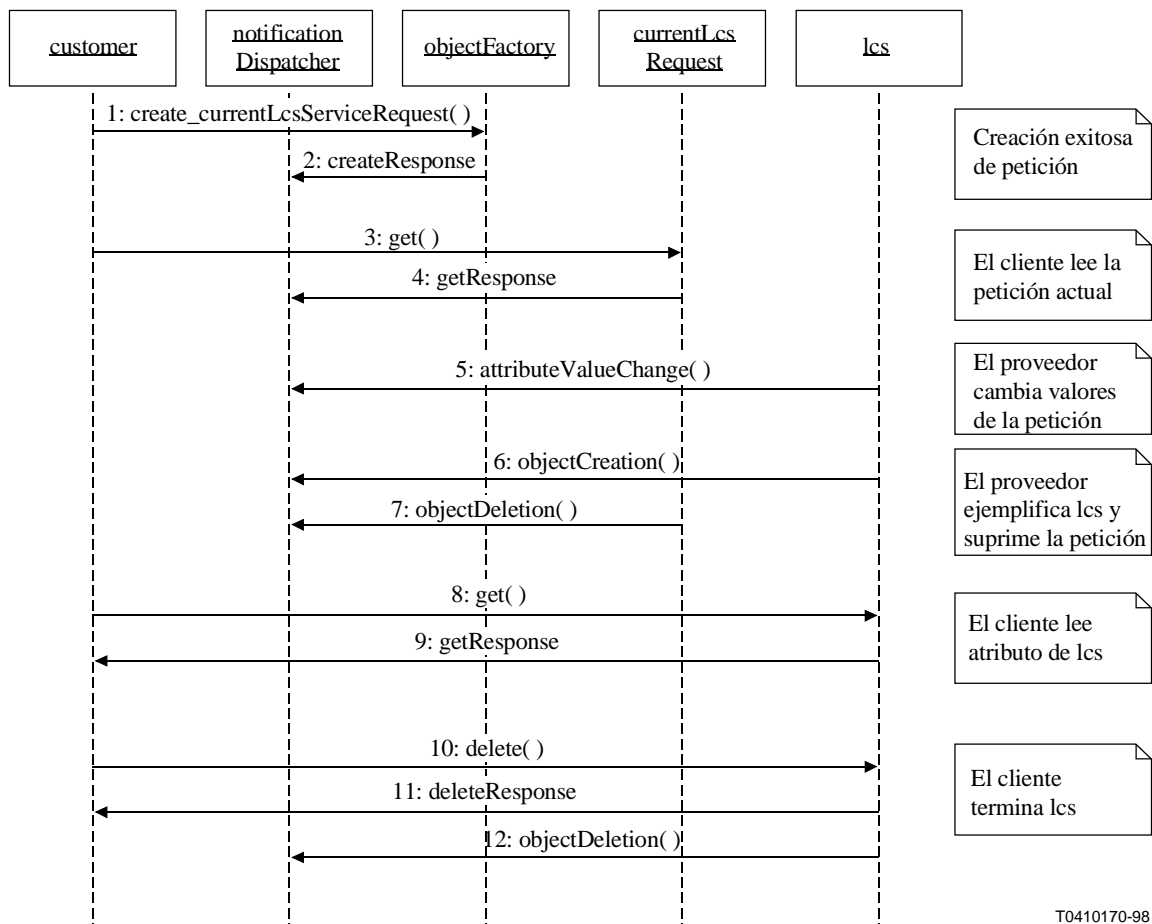 customer
notification
Dispatcher
objectFactory
currentLcs
Request
lcs
1: create_currentLcsServiceRequest( )
Creación exitosa
de petición
2: createResponse
3: get( )
El cliente lee la
petición actual
4: getResponse
5: attributeValueChange( )
El proveedor
cambia valores
de la petición
6: objectCreation( )
7: objectDeletion( )
El proveedor
ejemplifica lcs y
suprime la petición
8: get( )
9: getResponse
El cliente lee
atributo de lcs
10: delete( )
11: deleteResponse
El cliente
termina lcs
12: objectDeletion( )
T0410170-98